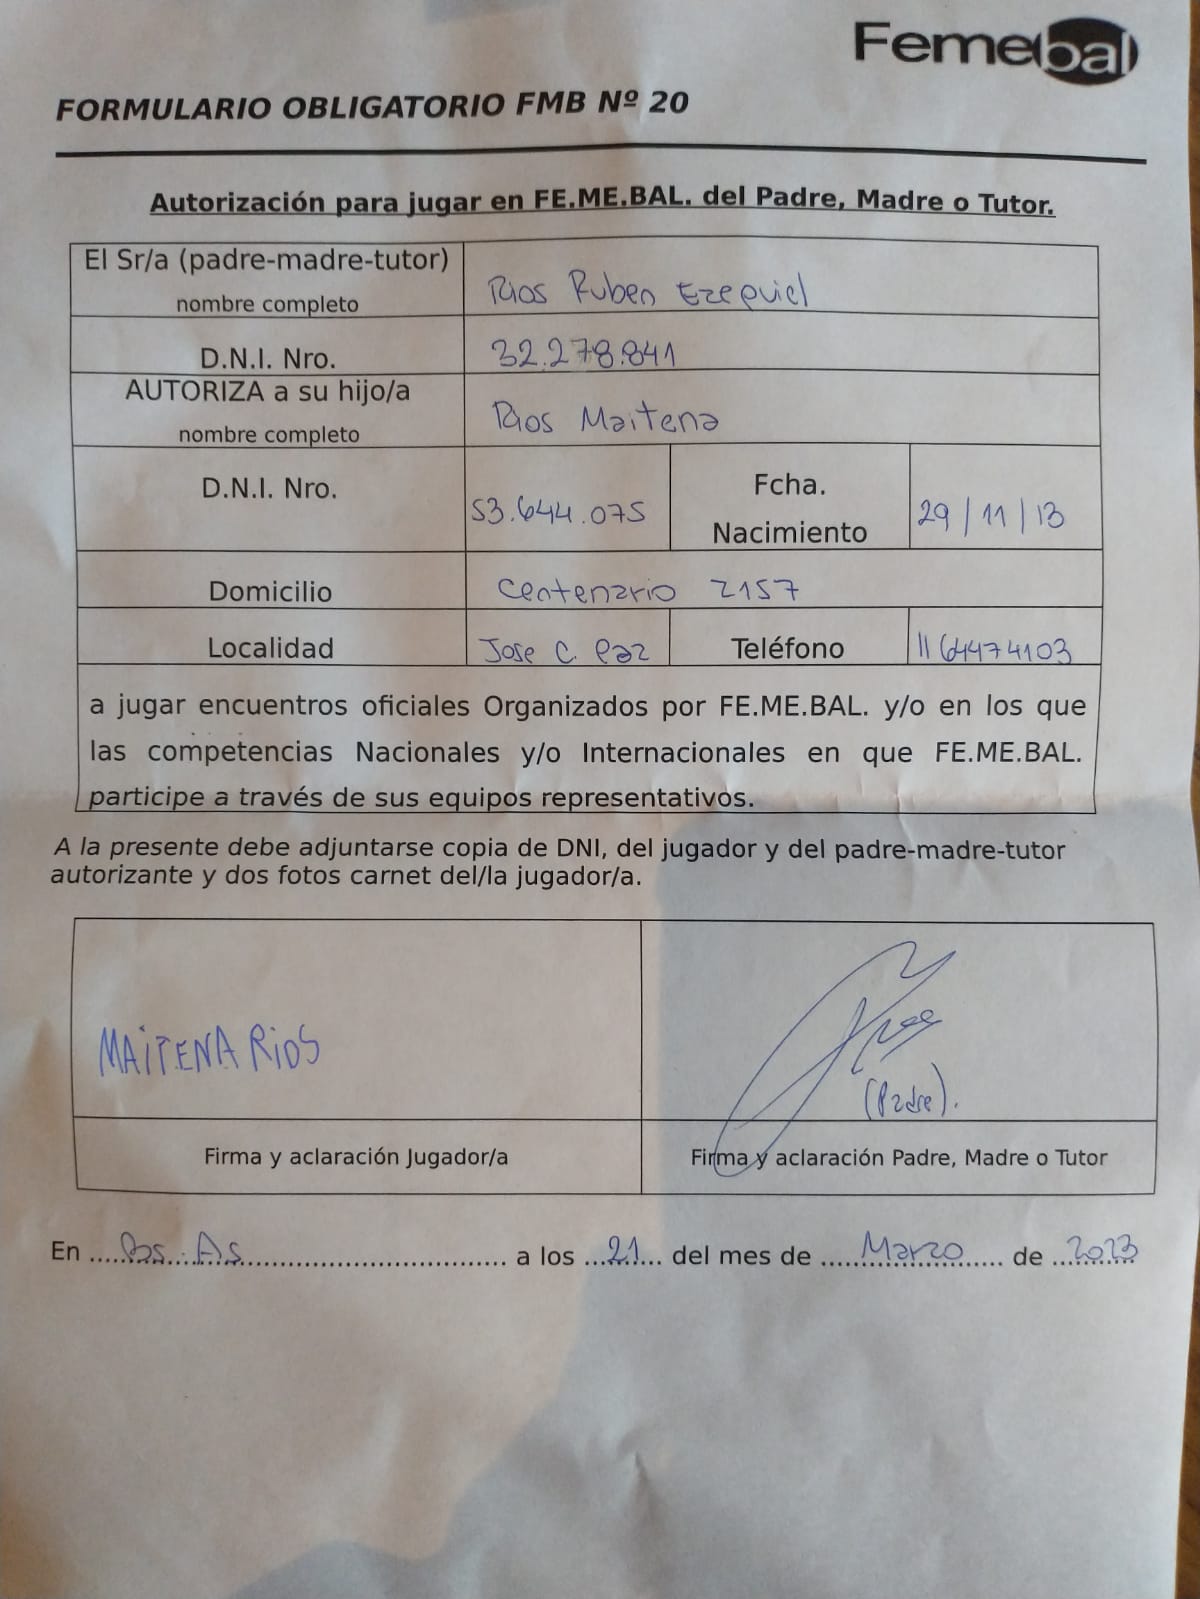 Femebal
FORMULARIO OBLIGATORIO FMB Nº 20
Autorización para jugar en FE.ME.BAL. del Padre, Madre o Tutor.
El Sr/a (padre-madre-tutor)
nombre completo
Rios Ruben Ezequiel
D.N.I. Nro.
32.278.841
AUTORIZA a su hijo/a
nombre completo
Rios Maitena
D.N.I. Nro.
53.644.075
Fcha.
Nacimiento
29/11/13
Domicilio
Centenario 2157
Localidad
Jose C. Paz
Teléfono
1164474103
a jugar encuentros oficiales Organizados por FE.ME.BAL. y/o en los que
las competencias Nacionales y/o Internacionales en que FE.ME.BAL.
participe a través de sus equipos representativos.
A la presente debe adjuntarse copia de DNI, del jugador y del padre-madre-tutor
autorizante y dos fotos carnet del/la jugador/a.
MAiTENA RiOS
(Padre).
Firma y aclaración Jugador/a
Firma y aclaración Padre, Madre o Tutor
En ......Bs. As.................................. a los ...21... del mes de ....Marzo.... de ..2023